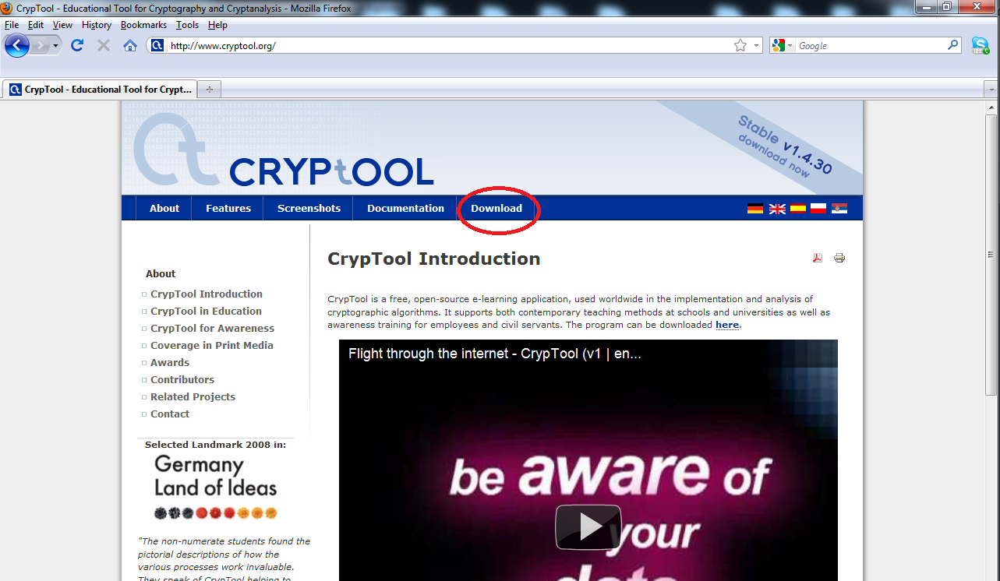 CrypTool - Educational Tool for Cryptography and Cryptanalysis - Mozilla Firefox
File Edit View History Bookmarks Tools Help
http://www.cryptool.org/
Google
CrypTool - Educational Tool for Crypt...
Ct
CRYPtOOL
Stable v1.4.30
download now
About Features Screenshots Documentation Download
About
CrypTool Introduction
CrypTool in Education
CrypTool for Awareness
Coverage in Print Media
Awards
Contributors
Related Projects
Contact
Selected Landmark 2008 in:
Germany
Land of Ideas
"The non-numerate students found the
pictorial descriptions of how the
various processes work invaluable.
They speak of CrypTool helping to
CrypTool Introduction
CrypTool is a free, open-source e-learning application, used worldwide in the implementation and analysis of
cryptographic algorithms. It supports both contemporary teaching methods at schools and universities as well as
awareness training for employees and civil servants. The program can be downloaded here.
Flight through the internet - CrypTool (v1 | en...
be aware of
your
data